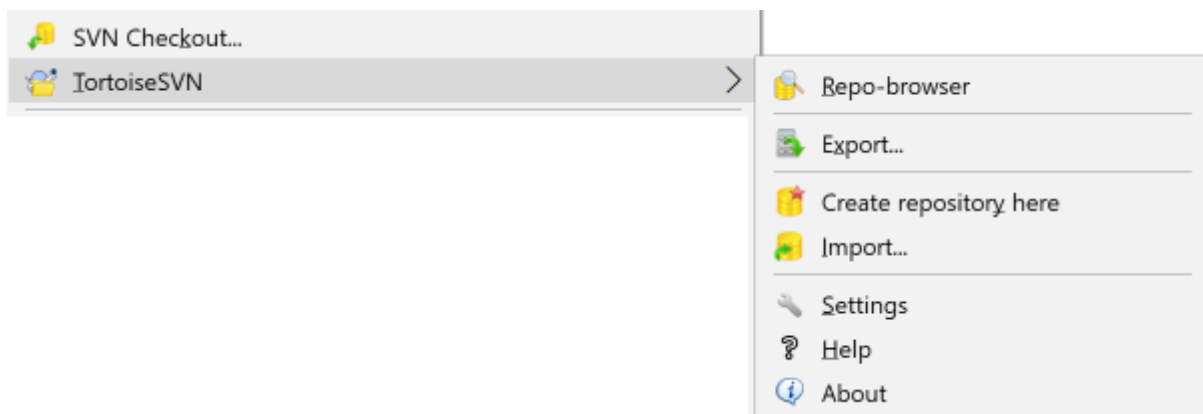 SVN Checkout...
TortoiseSVN
Repo-browser
Export...
Create repository here
Import...
Settings
Help
About